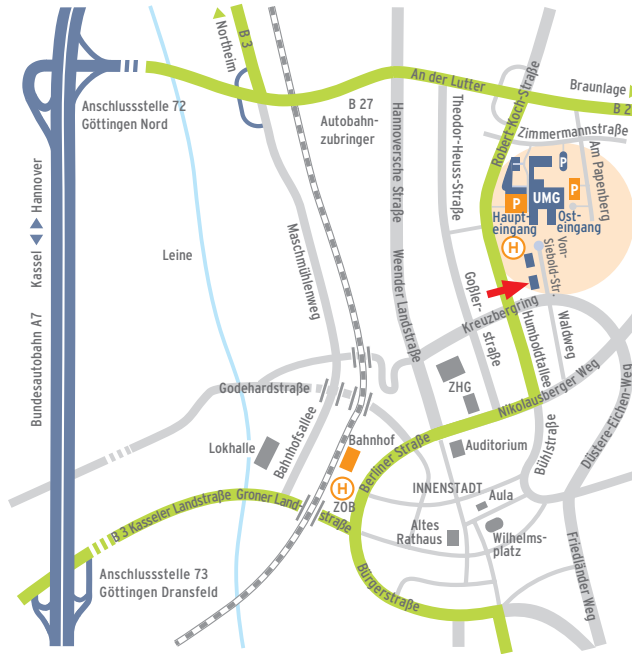 B 3
Northeim
An der Lutter
Braunlage
B 2
Anschlussstelle 72
Göttingen Nord
B 27
Autobahn-
zubringer
Hannoversche Straße
Theodor-Heuss-Straße
Robert-Koch-Straße
Zimmermannstraße
Am Papenberg
P
P
P
UMG
Haupt-
eingang
Ost-
eingang
H
Von-
Siebold-Str.
Kassel
Hannover
Bundesautobahn A7
Leine
Maschmühlenweg
Weender Landstraße
Goßler-
straße
Kreuzbergring
Humboldtallee
Waldweg
Godehardstraße
ZHG
Nikolausberger Weg
Düstere-Eichen-We
Lokhalle
Bahnhofsallee
Bahnhof
H
ZOB
Berliner Straße
Auditorium
Bühlstraße
INNENSTADT
Aula
B 3 Kasseler Landstraße
Groner Land-
straße
Altes
Rathaus
Wilhelms-
platz
Friedländer Weg
Bürgerstraße
Anschlussstelle 73
Göttingen Dransfeld